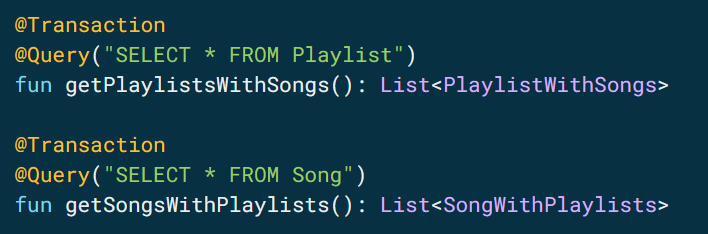 @Transaction
@Query("SELECT * FROM Playlist")
fun getPlaylistsWithSongs(): List<PlaylistWithSongs>
@Transaction
@Query("SELECT * FROM Song")
fun getSongsWithPlaylists(): List<SongWithPlaylists>